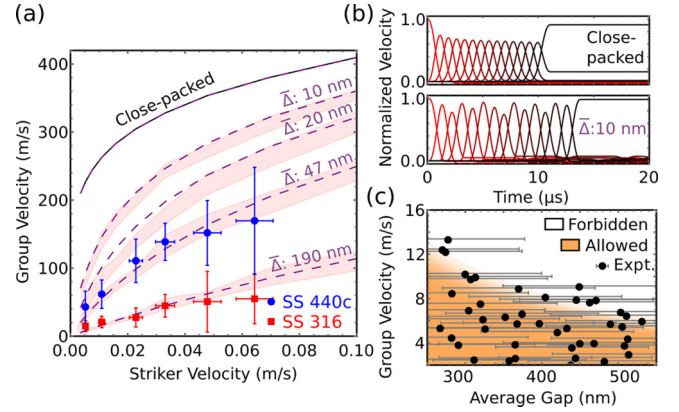 (a)
Group Velocity (m/s)
400
300
200
100
0
Close-packed
Δ̅: 10 nm
Δ̅: 20 nm
Δ̅: 47 nm
Δ̅: 190 nm
SS 440c
SS 316
0.00 0.02 0.04 0.06 0.08 0.10
Striker Velocity (m/s)
(b)
Normalized Velocity
1.0
0.0
Close-
packed
1.0
0.0
Δ̅:10 nm
0 5 10 15 20
Time (μs)
(c)
Group Velocity (m/s)
16
12
8
4
Forbidden
Allowed
Expt.
300 400 500
Average Gap (nm)